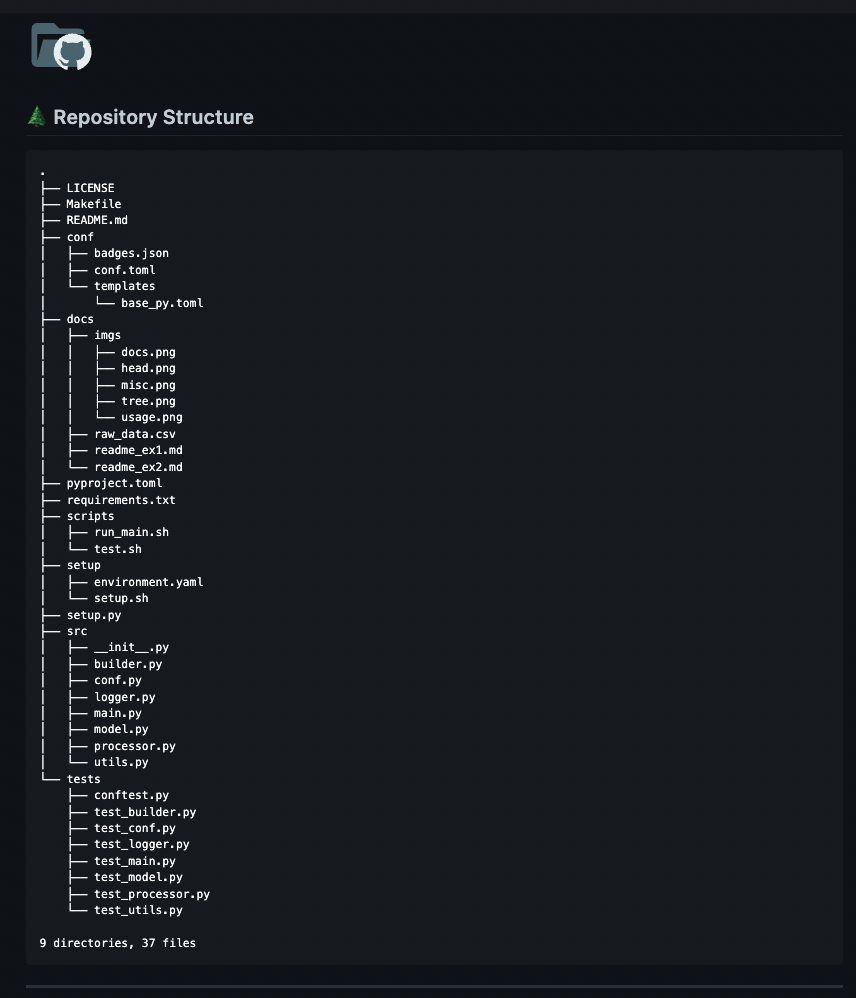 🌲 Repository Structure
.
├── LICENSE
├── Makefile
├── README.md
├── conf
│   ├── badges.json
│   ├── conf.toml
│   └── templates
│       └── base_py.toml
├── docs
│   ├── imgs
│   │   ├── docs.png
│   │   ├── head.png
│   │   ├── misc.png
│   │   ├── tree.png
│   │   └── usage.png
│   ├── raw_data.csv
│   ├── readme_ex1.md
│   └── readme_ex2.md
├── pyproject.toml
├── requirements.txt
├── scripts
│   ├── run_main.sh
│   └── test.sh
├── setup
│   ├── environment.yaml
│   └── setup.sh
├── setup.py
├── src
│   ├── __init__.py
│   ├── builder.py
│   ├── conf.py
│   ├── logger.py
│   ├── main.py
│   ├── model.py
│   ├── processor.py
│   └── utils.py
└── tests
    ├── conftest.py
    ├── test_builder.py
    ├── test_conf.py
    ├── test_logger.py
    ├── test_main.py
    ├── test_model.py
    ├── test_processor.py
    └── test_utils.py
9 directories, 37 files